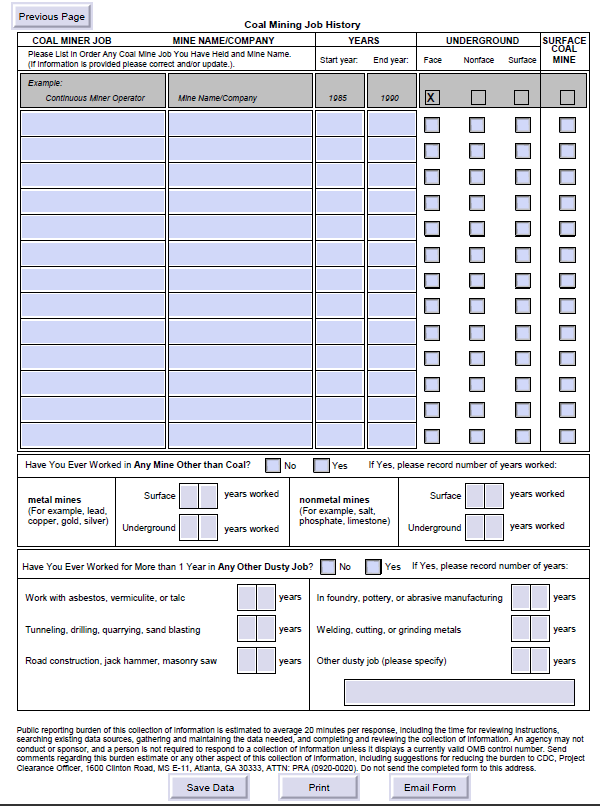 Previous Page
Coal Mining Job History
COAL MINER JOB MINE NAME/COMPANY YEARS UNDERGROUND SURFACE COAL MINE
Please List in Order Any Coal Mine Job You Have Held and Mine Name.
(If information is provided please correct and/or update.).
Start year: End year: Face Nonface Surface
Example:
Continuous Miner Operator Mine Name/Company 1985 1990 X
Have You Ever Worked in Any Mine Other than Coal? No Yes If Yes, please record number of years worked:
metal mines
(For example, lead,
copper, gold, silver)
Surface years worked
Underground years worked
nonmetal mines
(For example, salt,
phosphate, limestone)
Surface years worked
Underground years worked
Have You Ever Worked for More than 1 Year in Any Other Dusty Job? No Yes If Yes, please record number of years:
Work with asbestos, vermiculite, or talc years In foundry, pottery, or abrasive manufacturing years
Tunneling, drilling, quarrying, sand blasting years Welding, cutting, or grinding metals years
Road construction, jack hammer, masonry saw years Other dusty job (please specify) years
Public reporting burden of this collection of information is estimated to average 20 minutes per response, including the time for reviewing instructions,
searching existing data sources, gathering and maintaining the data needed, and completing and reviewing the collection of information. An agency may not
conduct or sponsor, and a person is not required to respond to a collection of information unless it displays a currently valid OMB control number. Send
comments regarding this burden estimate or any other aspect of this collection of information, including suggestions for reducing the burden to CDC, Project
Clearance Officer, 1600 Clinton Road, MS E-11, Atlanta, GA 30333, ATTN: PRA (0920-0020). Do not send the completed form to this address.
Save Data Print Email Form